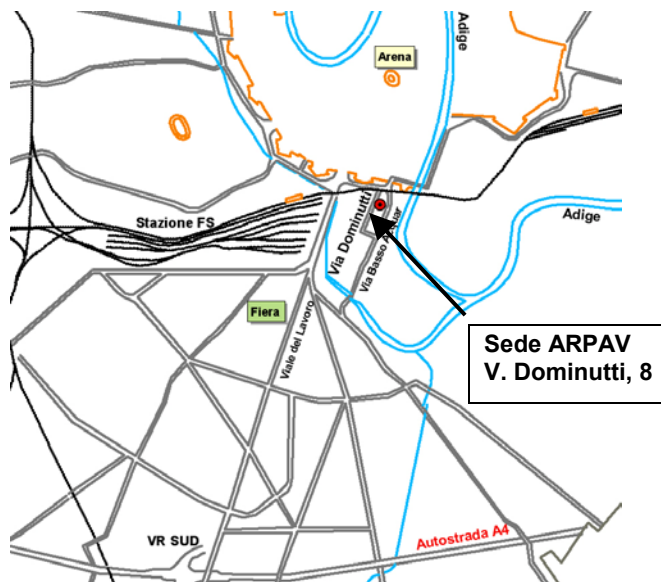 Adige
Arena
Stazione FS
Via Dominutti
Via Basso Acquar
Adige
Fiera
Viale del Lavoro
Sede ARPAV
V. Dominutti, 8
VR SUD
Autostrada A4